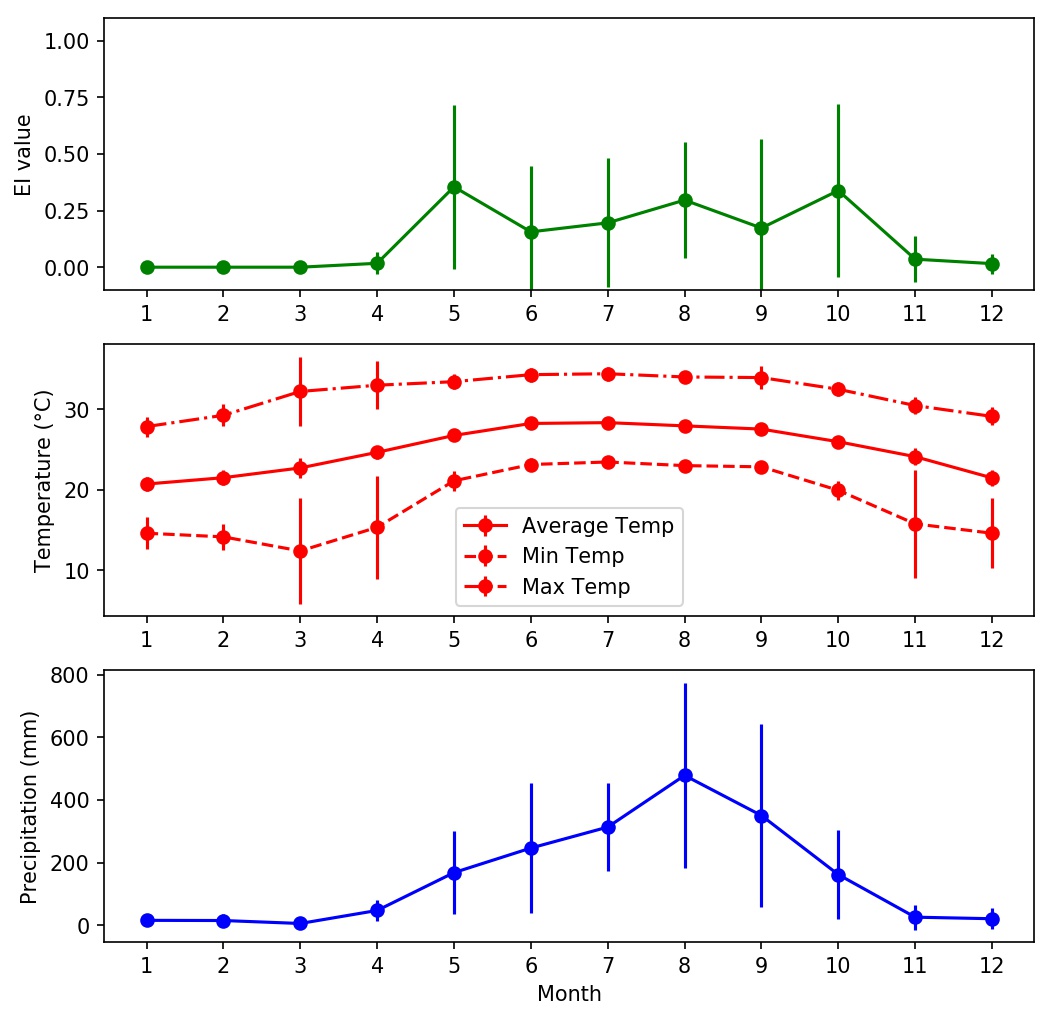 EI value
1.00
0.75
0.50
0.25
0.00
1 2 3 4 5 6 7 8 9 10 11 12
Temperature (°C)
30
20
10
Average Temp
Min Temp
Max Temp
1 2 3 4 5 6 7 8 9 10 11 12
Precipitation (mm)
800
600
400
200
0
1 2 3 4 5 6 7 8 9 10 11 12
Month